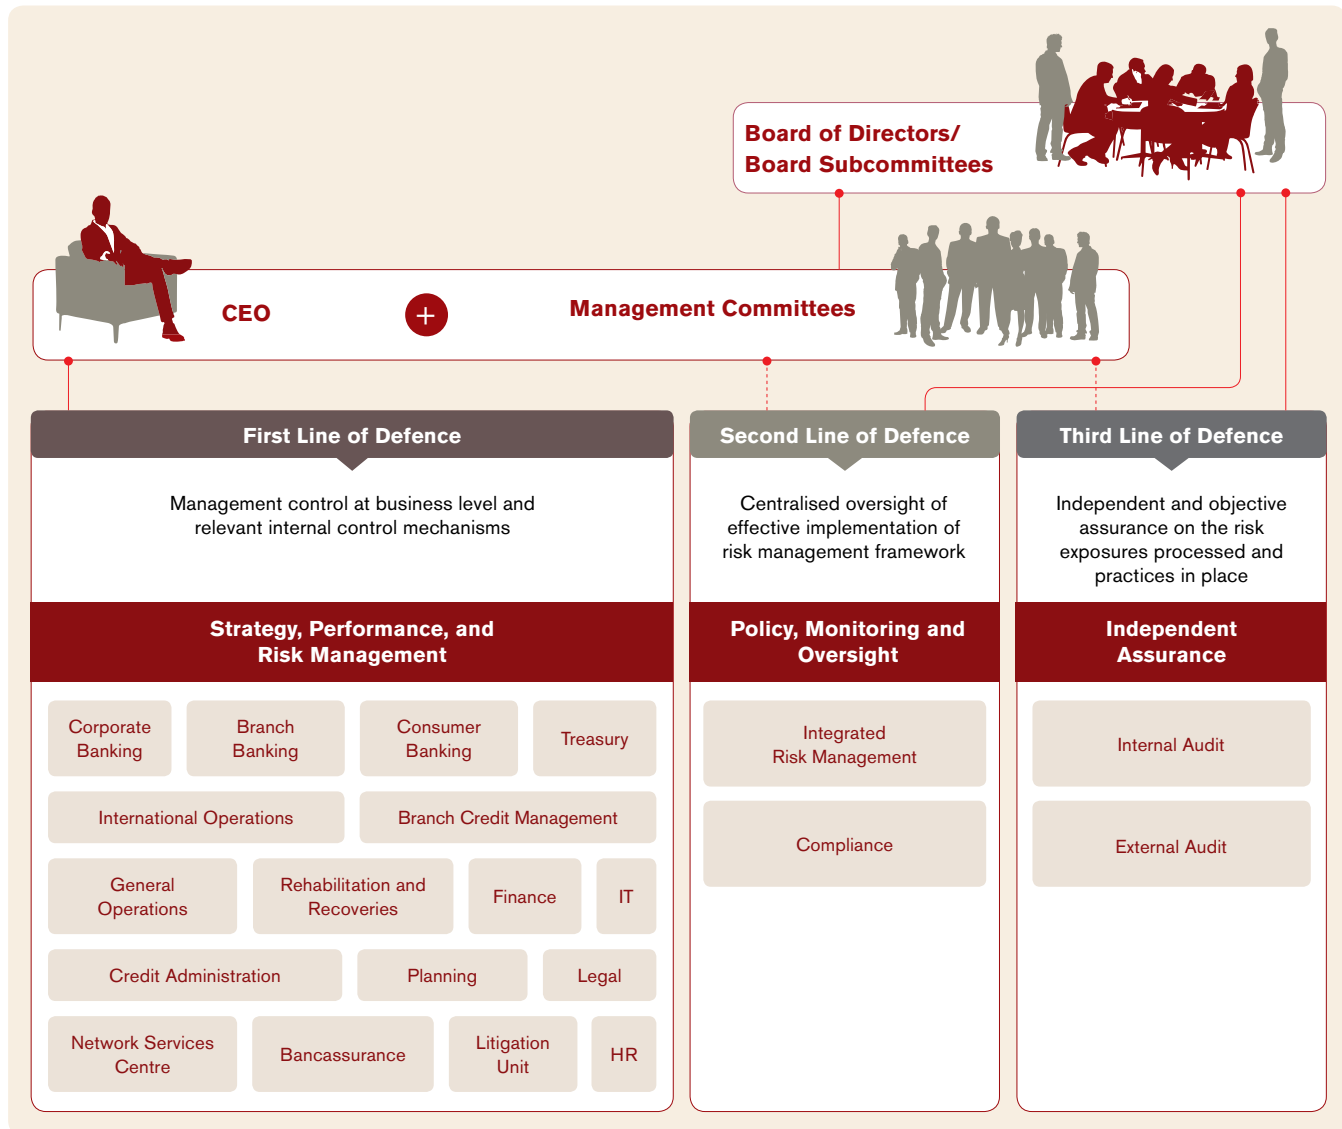 Board of Directors/
Board Subcommittees
CEO
+
Management Committees
First Line of Defence
Management control at business level and
relevant internal control mechanisms
Strategy, Performance, and
Risk Management
Corporate
Banking
Branch
Banking
Consumer
Banking
Treasury
International Operations
Branch Credit Management
General
Operations
Rehabilitation and
Recoveries
Finance
IT
Credit Administration
Planning
Legal
Network Services
Centre
Bancassurance
Litigation
Unit
HR
Second Line of Defence
Centralised oversight of
effective implementation of
risk management framework
Policy, Monitoring and
Oversight
Integrated
Risk Management
Compliance
Third Line of Defence
Independent and objective
assurance on the risk
exposures processed and
practices in place
Independent
Assurance
Internal Audit
External Audit